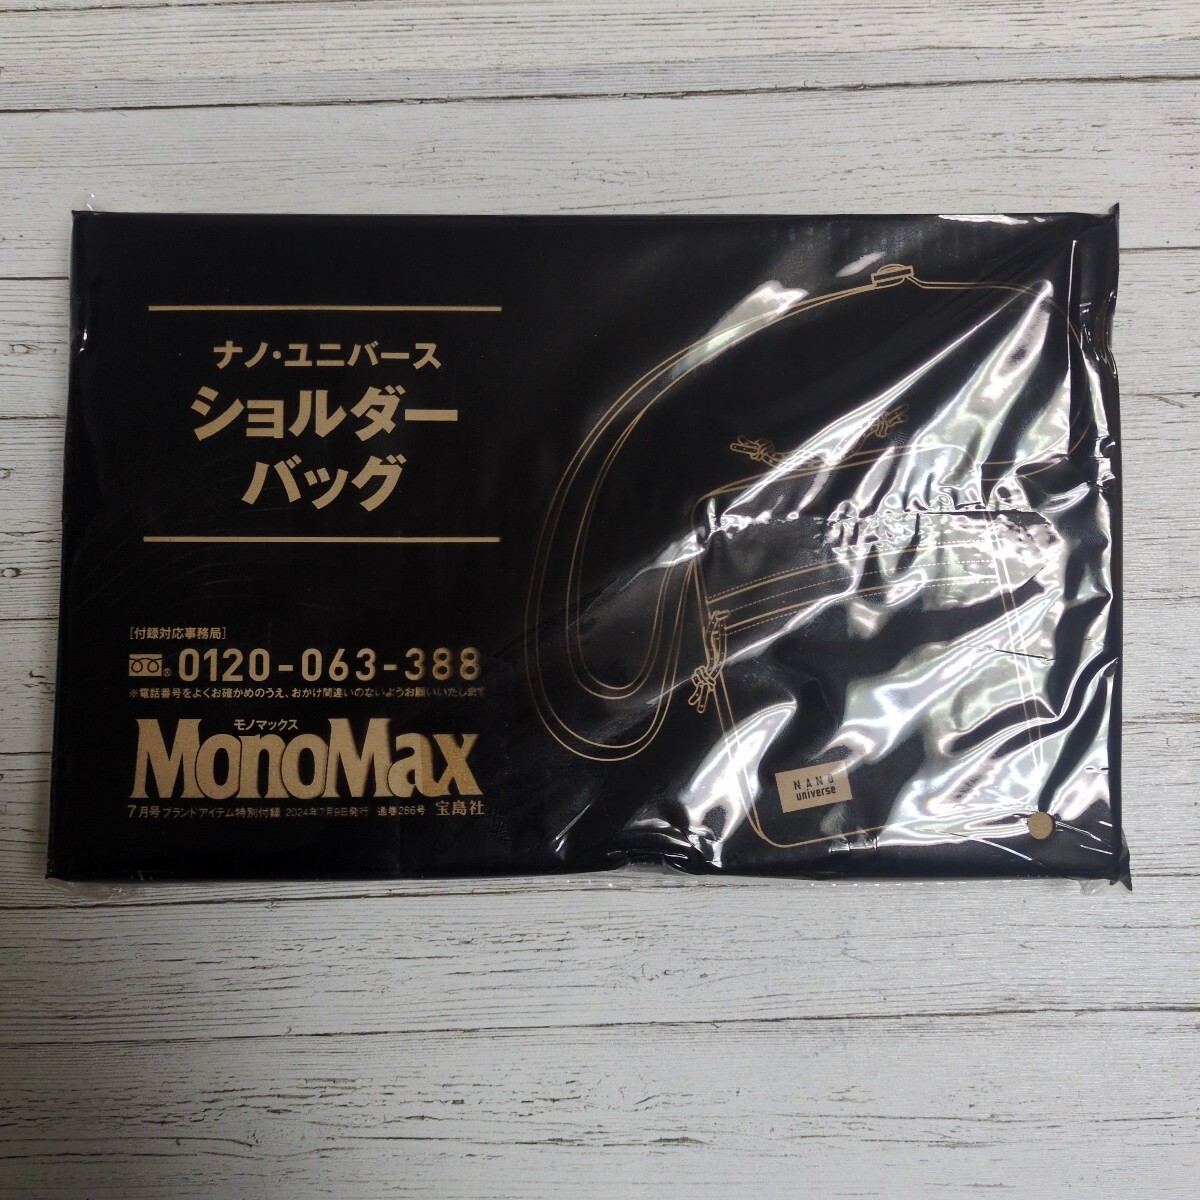 ナノ・ユニバース
ショルダー
バッグ
[付録対応事務局]
® 0120-063-388
※電話番号をよくお確かめのうえ、おかけ間違いのないようお願いいたします
モノマックス
MonoMax
7月号ブランドアイテム特別付録 2024年7月9日発行 通巻266号 宝島社
NANO
universe